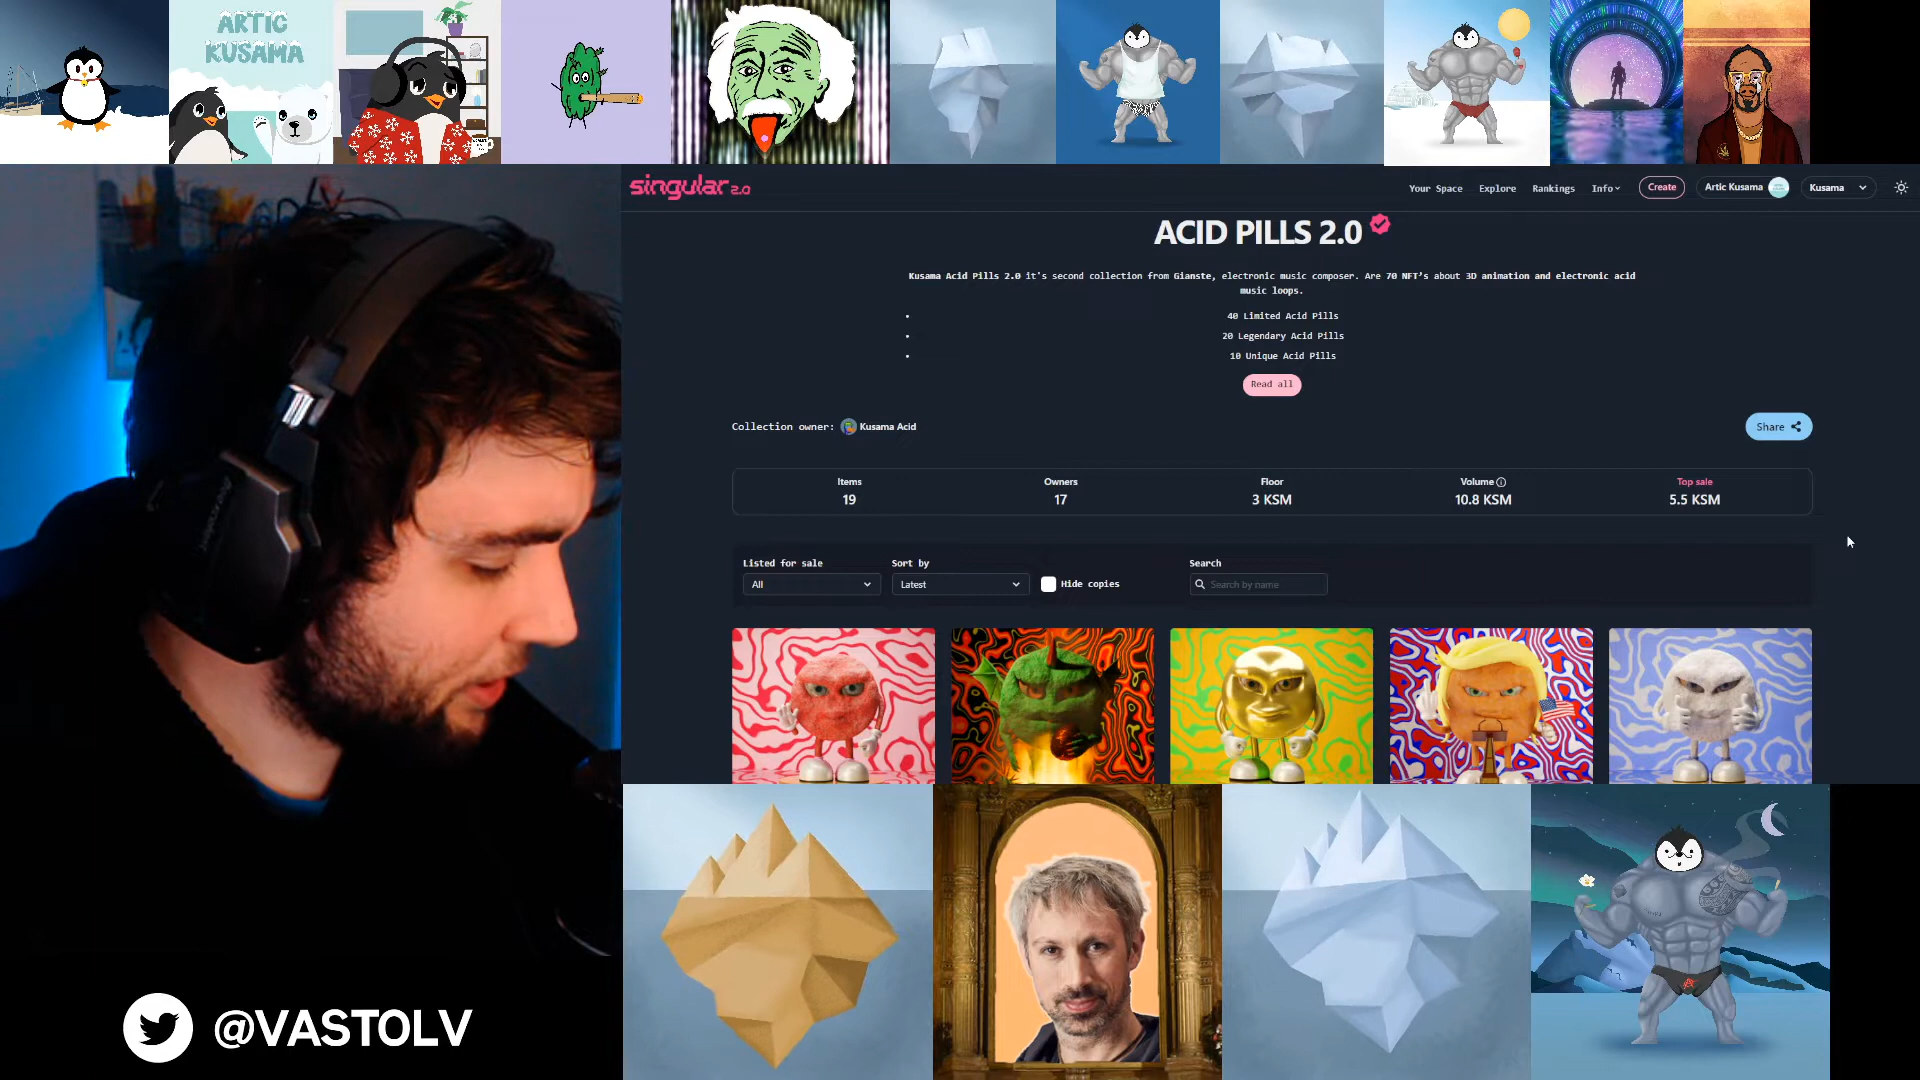 ARTIC
KUSAMA
singular 2.0
Your Space
Explore
Rankings
Info
Create
Artic Kusama
Kusama
ACID PILLS 2.0
Kusama Acid Pills 2.0 it's second collection from Gianste, electronic music composer. Are 70 NFT's about 3D animation and electronic acid
music loops.
• 40 Limited Acid Pills
• 20 Legendary Acid Pills
• 10 Unique Acid Pills
Read all
Collection owner: Kusama Acid
Share
Items
19
Owners
17
Floor
3 KSM
Volume
10.8 KSM
Top sale
5.5 KSM
Listed for sale
All
Sort by
Latest
Hide copies
Search
Search by name
@VASTOLV